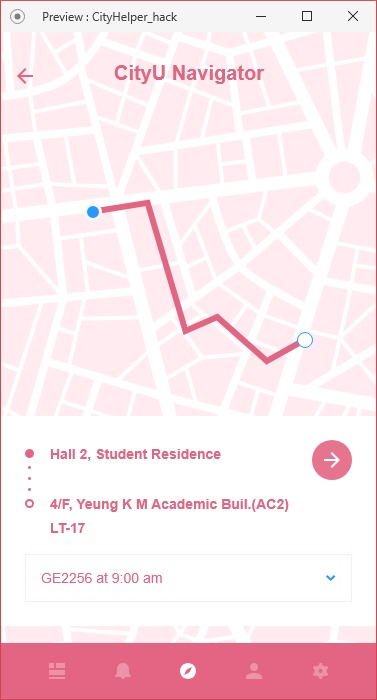 Preview : CityHelper_hack
CityU Navigator
Hall 2, Student Residence
4/F, Yeung K M Academic Buil.(AC2)
LT-17
GE2256 at 9:00 am